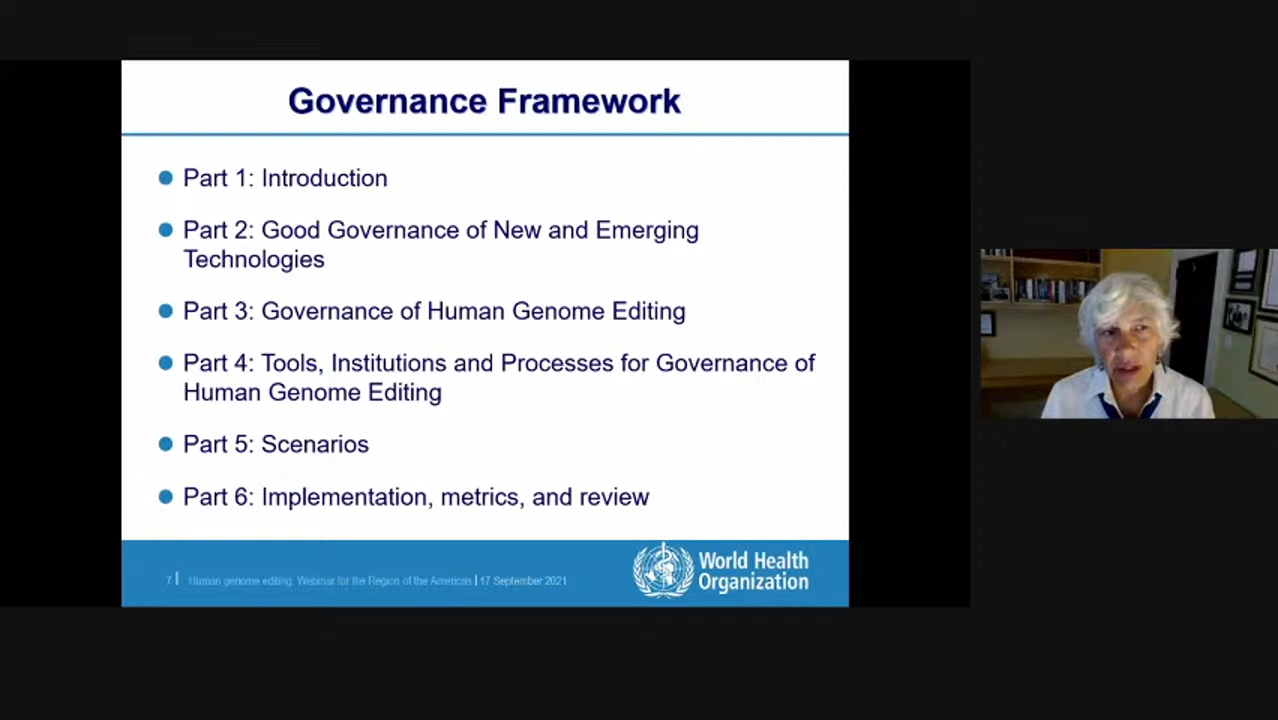 Governance Framework
Part 1: Introduction
Part 2: Good Governance of New and Emerging
Technologies
Part 3: Governance of Human Genome Editing
Part 4: Tools, Institutions and Processes for Governance of
Human Genome Editing
Part 5: Scenarios
Part 6: Implementation, metrics, and review
7 | Human genome editing: Webinar for the Region of the Americas | 17 September 2021
World Health
Organization